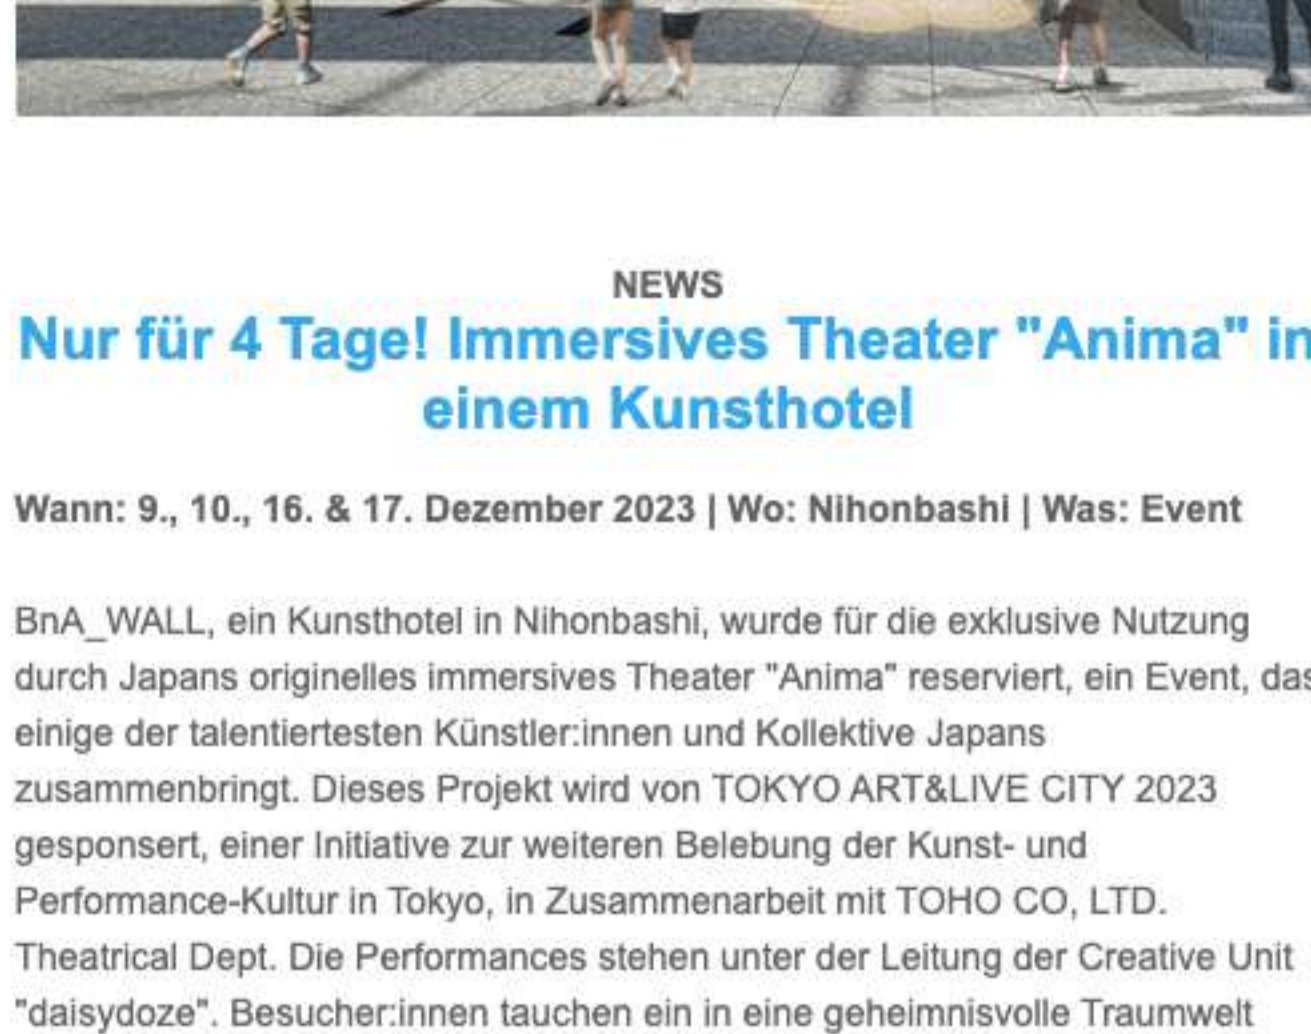 NEWS
Nur für 4 Tage! Immersives Theater "Anima" in
einem Kunsthotel
Wann: 9., 10., 16. & 17. Dezember 2023 | Wo: Nihonbashi | Was: Event
BnA_WALL, ein Kunsthotel in Nihonbashi, wurde für die exklusive Nutzung
durch Japans originelles immersives Theater "Anima" reserviert, ein Event, das
einige der talentiertesten Künstler:innen und Kollektive Japans
zusammenbringt. Dieses Projekt wird von TOKYO ART&LIVE CITY 2023
gesponsert, einer Initiative zur weiteren Belebung der Kunst- und
Performance-Kultur in Tokyo, in Zusammenarbeit mit TOHO CO, LTD.
Theatrical Dept. Die Performances stehen unter der Leitung der Creative Unit
"daisydoze". Besucher:innen tauchen ein in eine geheimnisvolle Traumwelt